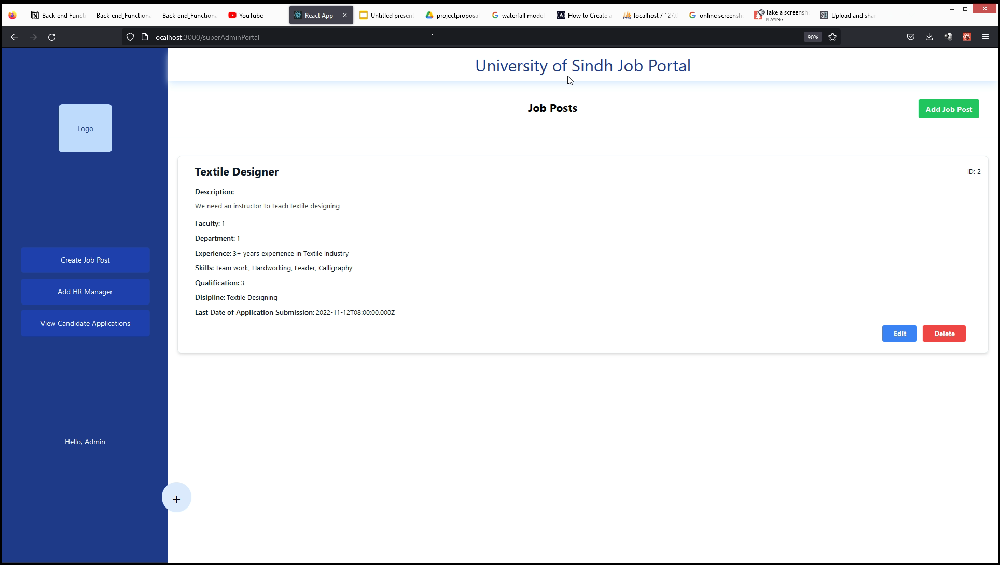 Back-end Funct
Back-end_Functiona
Back-end_Functiona
YouTube
React App
Untitled present
projectproposal
waterfall model
How to Create a
localhost / 127.0
online screensh
Take a screensh
PLAYING
Upload and sha
localhost:3000/superAdminPortal
90%
University of Sindh Job Portal
Logo
Job Posts
Add Job Post
Textile Designer
ID: 2
Description:
We need an instructor to teach textile designing
Faculty: 1
Department: 1
Experience: 3+ years experience in Textile Industry
Skills: Team work, Hardworking, Leader, Calligraphy
Qualification: 3
Disipline: Textile Designing
Last Date of Application Submission: 2022-11-12T08:00:00.000Z
Edit
Delete
Create Job Post
Add HR Manager
View Candidate Applications
Hello, Admin
+